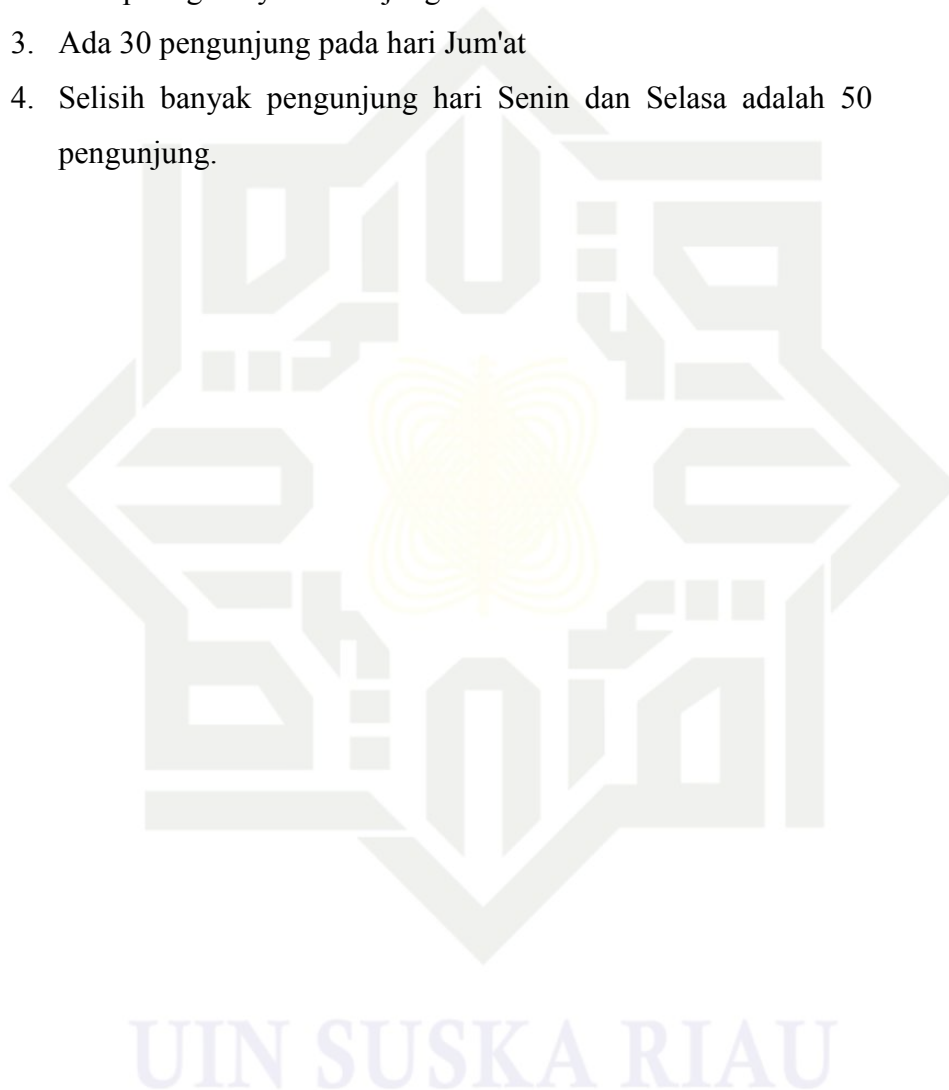 3. Ada 30 pengunjung pada hari Jum'at
4. Selisih banyak pengunjung hari Senin dan Selasa adalah 50
pengunjung.
UIN SUSKA RIAU